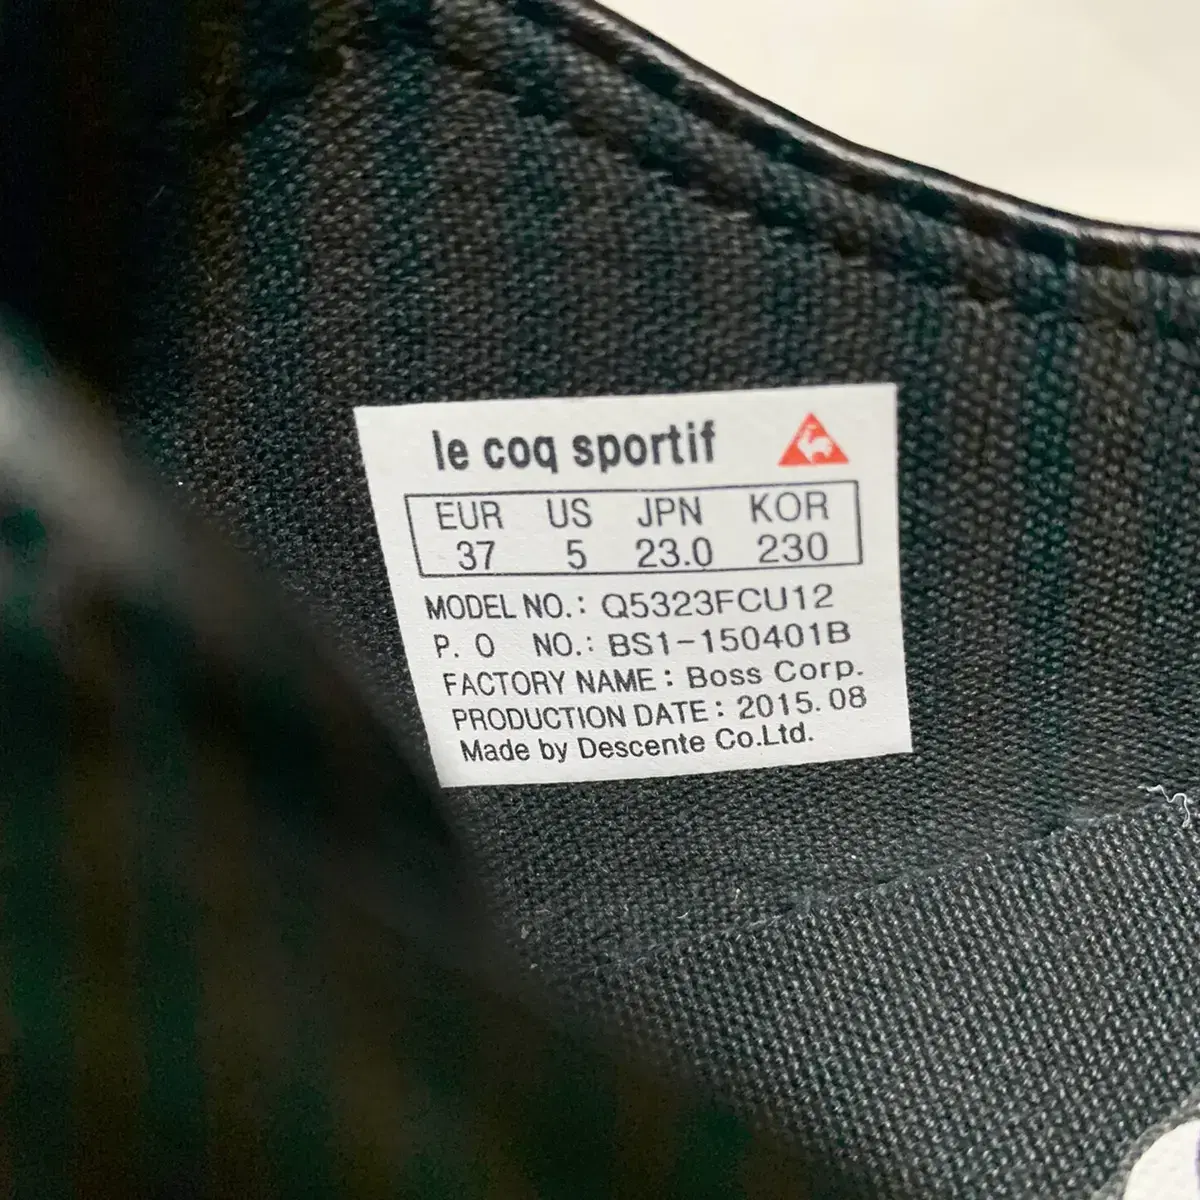 le coq sportif
EUR US JPN KOR
37 5 23.0 230
MODEL NO.: Q5323FCU12
P. O NO.: BS1-150401B
FACTORY NAME: Boss Corp.
PRODUCTION DATE: 2015. 08
Made by Descente Co.Ltd.